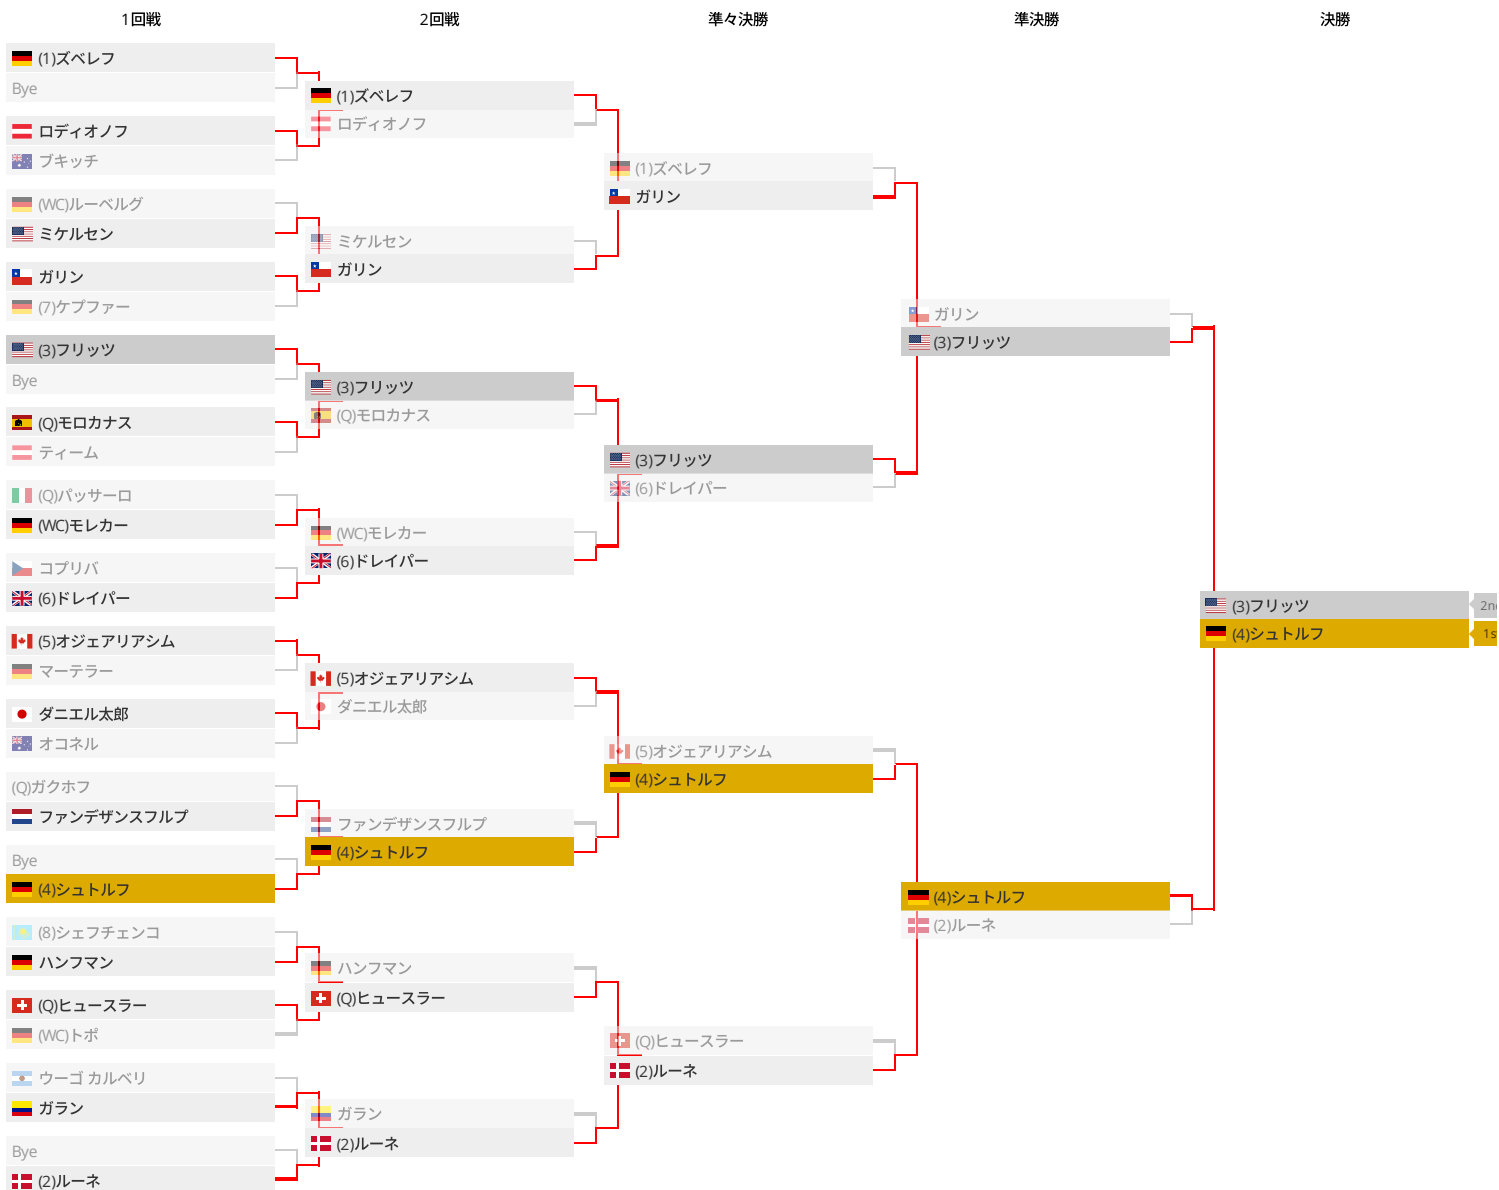 1回戦
2回戦
準々決勝
準決勝
決勝
(1)ズベレフ
Bye
ロディオノフ
ブキッチ
(WC)ルーベルグ
ミケルセン
ガリン
(7)ケプファー
(3)フリッツ
Bye
(Q)モロカナス
ティーム
(Q)パッサーロ
(WC)モレカー
コプリバ
(6)ドレイパー
(5)オジェアリアシム
マーテラー
ダニエル太郎
オコネル
(Q)ガクホフ
ファンデザンスフルプ
Bye
(4)シュトルフ
(8)シェフチェンコ
ハンフマン
(Q)ヒュースラー
(WC)トポ
ウーゴ カルベリ
ガラン
Bye
(2)ルーネ
(1)ズベレフ
ロディオノフ
ミケルセン
ガリン
(3)フリッツ
(Q)モロカナス
(WC)モレカー
(6)ドレイパー
(5)オジェアリアシム
ダニエル太郎
ファンデザンスフルプ
(4)シュトルフ
ハンフマン
(Q)ヒュースラー
ガラン
(2)ルーネ
(1)ズベレフ
ガリン
(3)フリッツ
(6)ドレイパー
(5)オジェアリアシム
(4)シュトルフ
(Q)ヒュースラー
(2)ルーネ
ガリン
(3)フリッツ
(4)シュトルフ
(2)ルーネ
(3)フリッツ
(4)シュトルフ